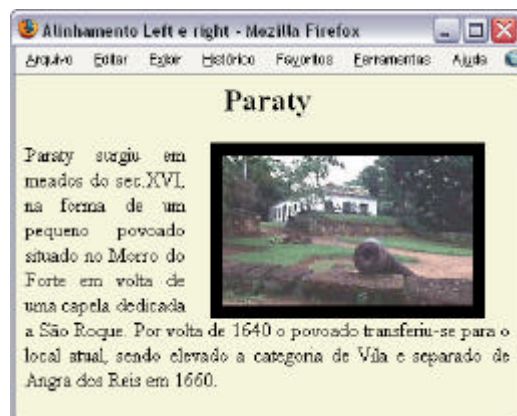 Alinhamento Left e right - Mozilla Firefox
Arquivo Editar Exibir Histórico Favoritos Ferramentas Ajuda
Paraty
Paraty surgiu em
meados do sec.XVI,
na forma de um
pequeno povoado
situado no Morro do
Forte em volta de
uma capela dedicada
a São Roque. Por volta de 1640 o povoado transferiu-se para o
local atual, sendo elevado a categoria de Vila e separado de
Angra dos Reis em 1660.